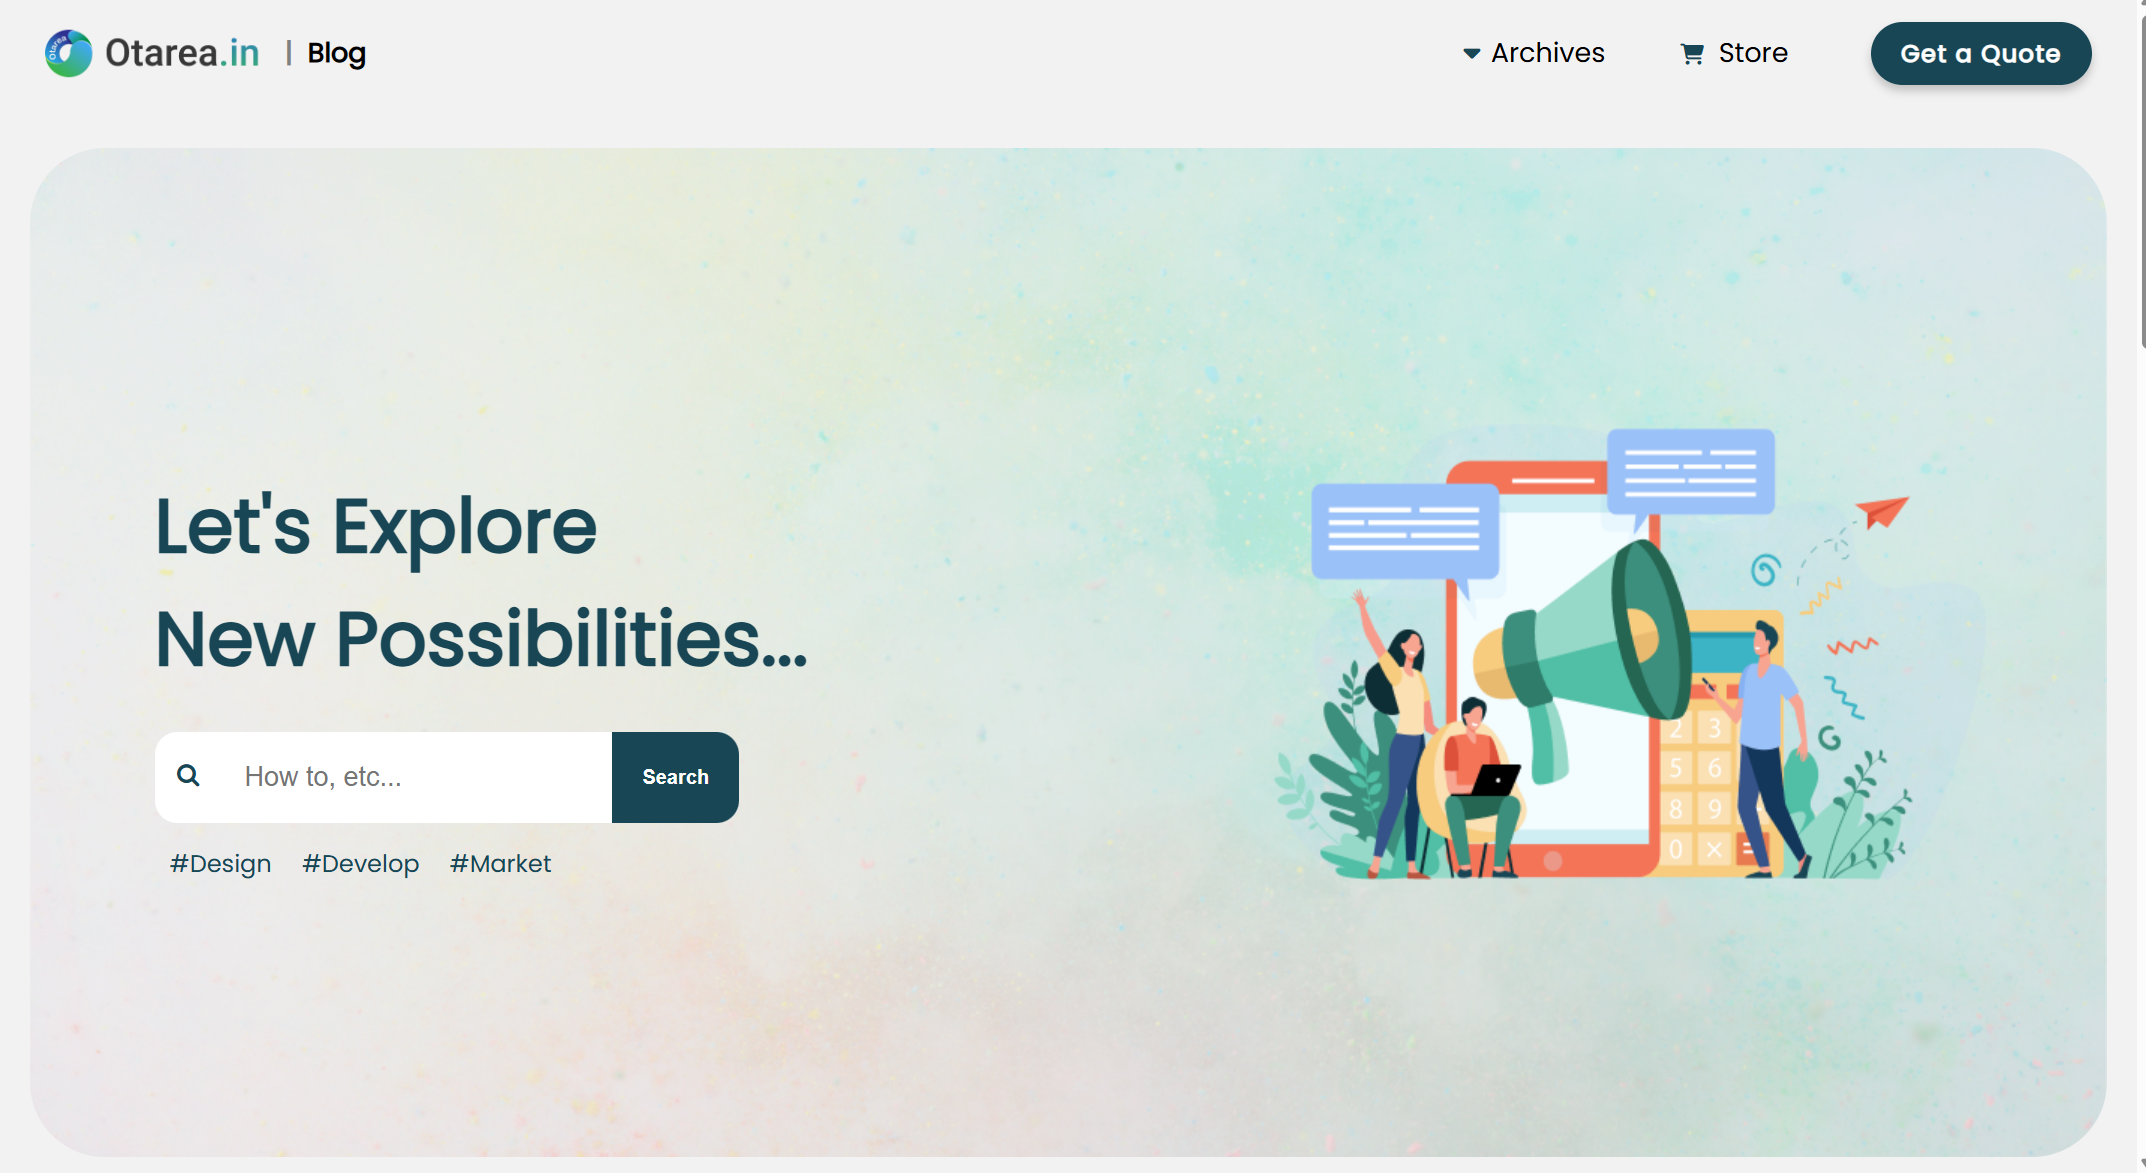 Otarea
Otarea.in | Blog
Archives
Store
Get a Quote
Let's Explore
New Possibilities...
How to, etc...
Search
#Design #Develop #Market
2 3
5 6
8 9
0 × =